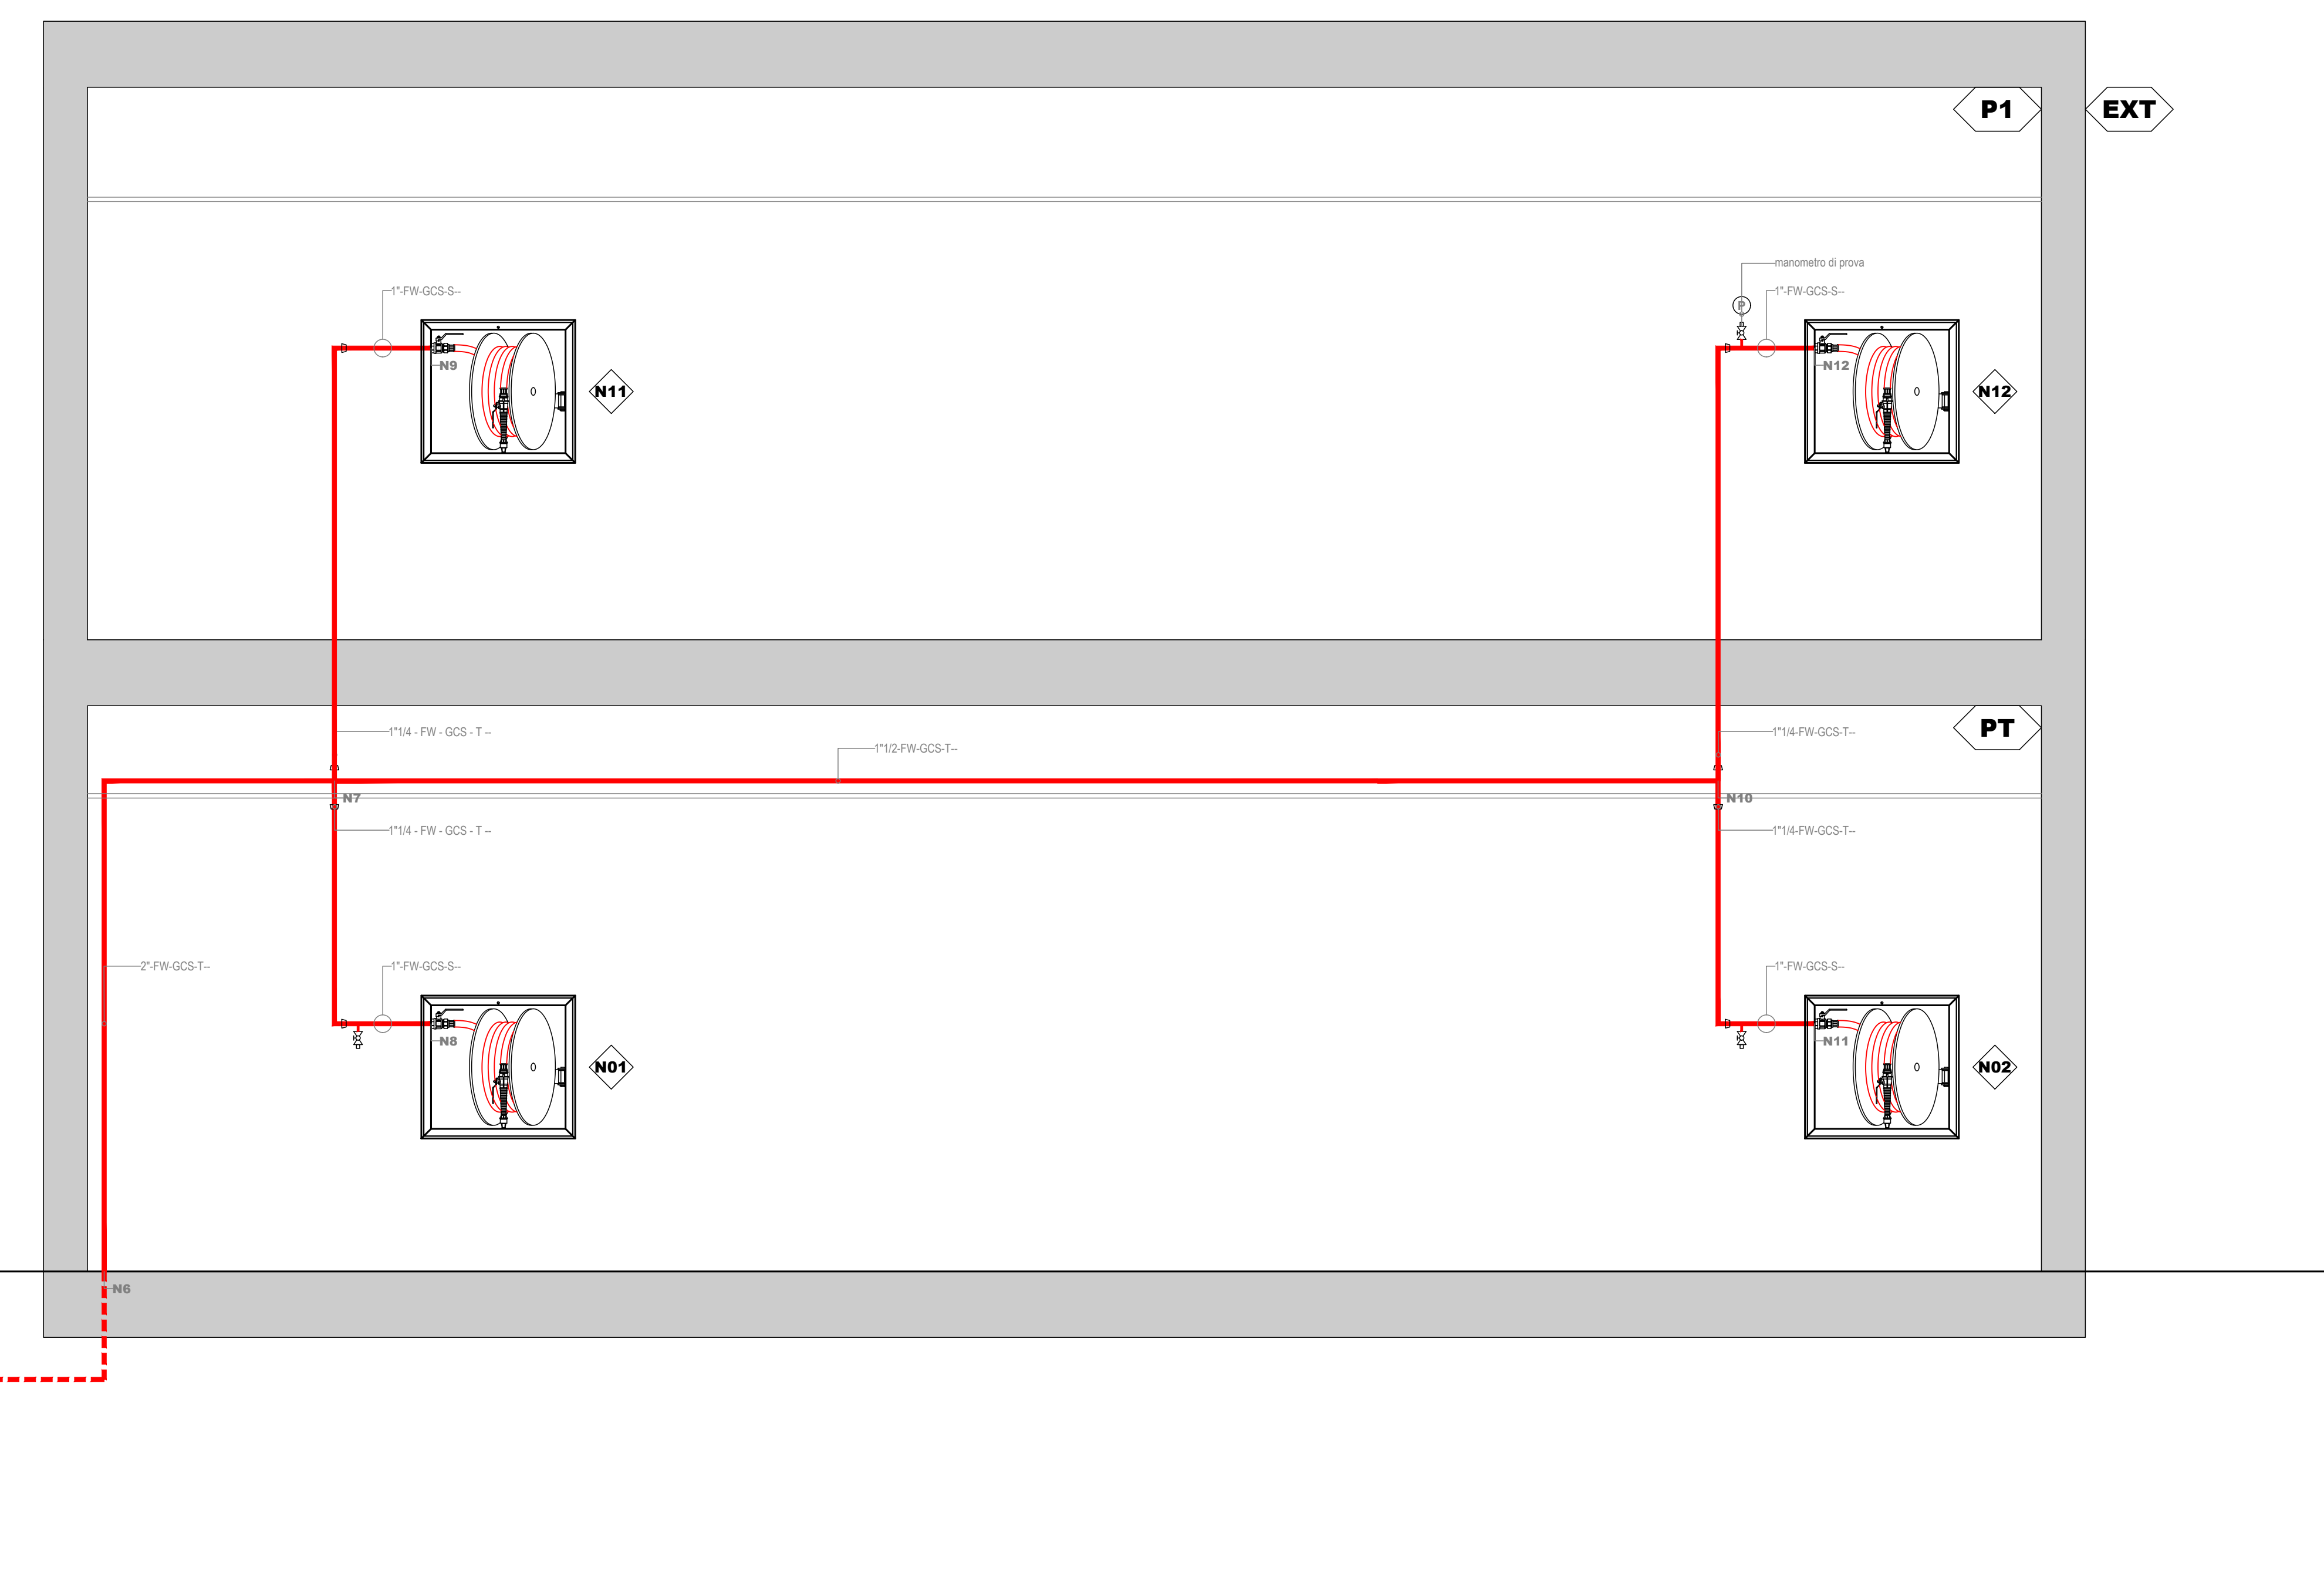 P1
EXT
manometro di prova
1"-FW-GCS-S--
1"-FW-GCS-S--
P
N9
N12
N11
N12
PT
1"1/4 - FW - GCS - T --
1"1/4-FW-GCS-T--
1"1/2-FW-GCS-T--
N7
N10
1"1/4 - FW - GCS - T --
1"1/4-FW-GCS-T--
2"-FW-GCS-T--
1"-FW-GCS-S--
1"-FW-GCS-S--
N8
N11
N01
N02
N6